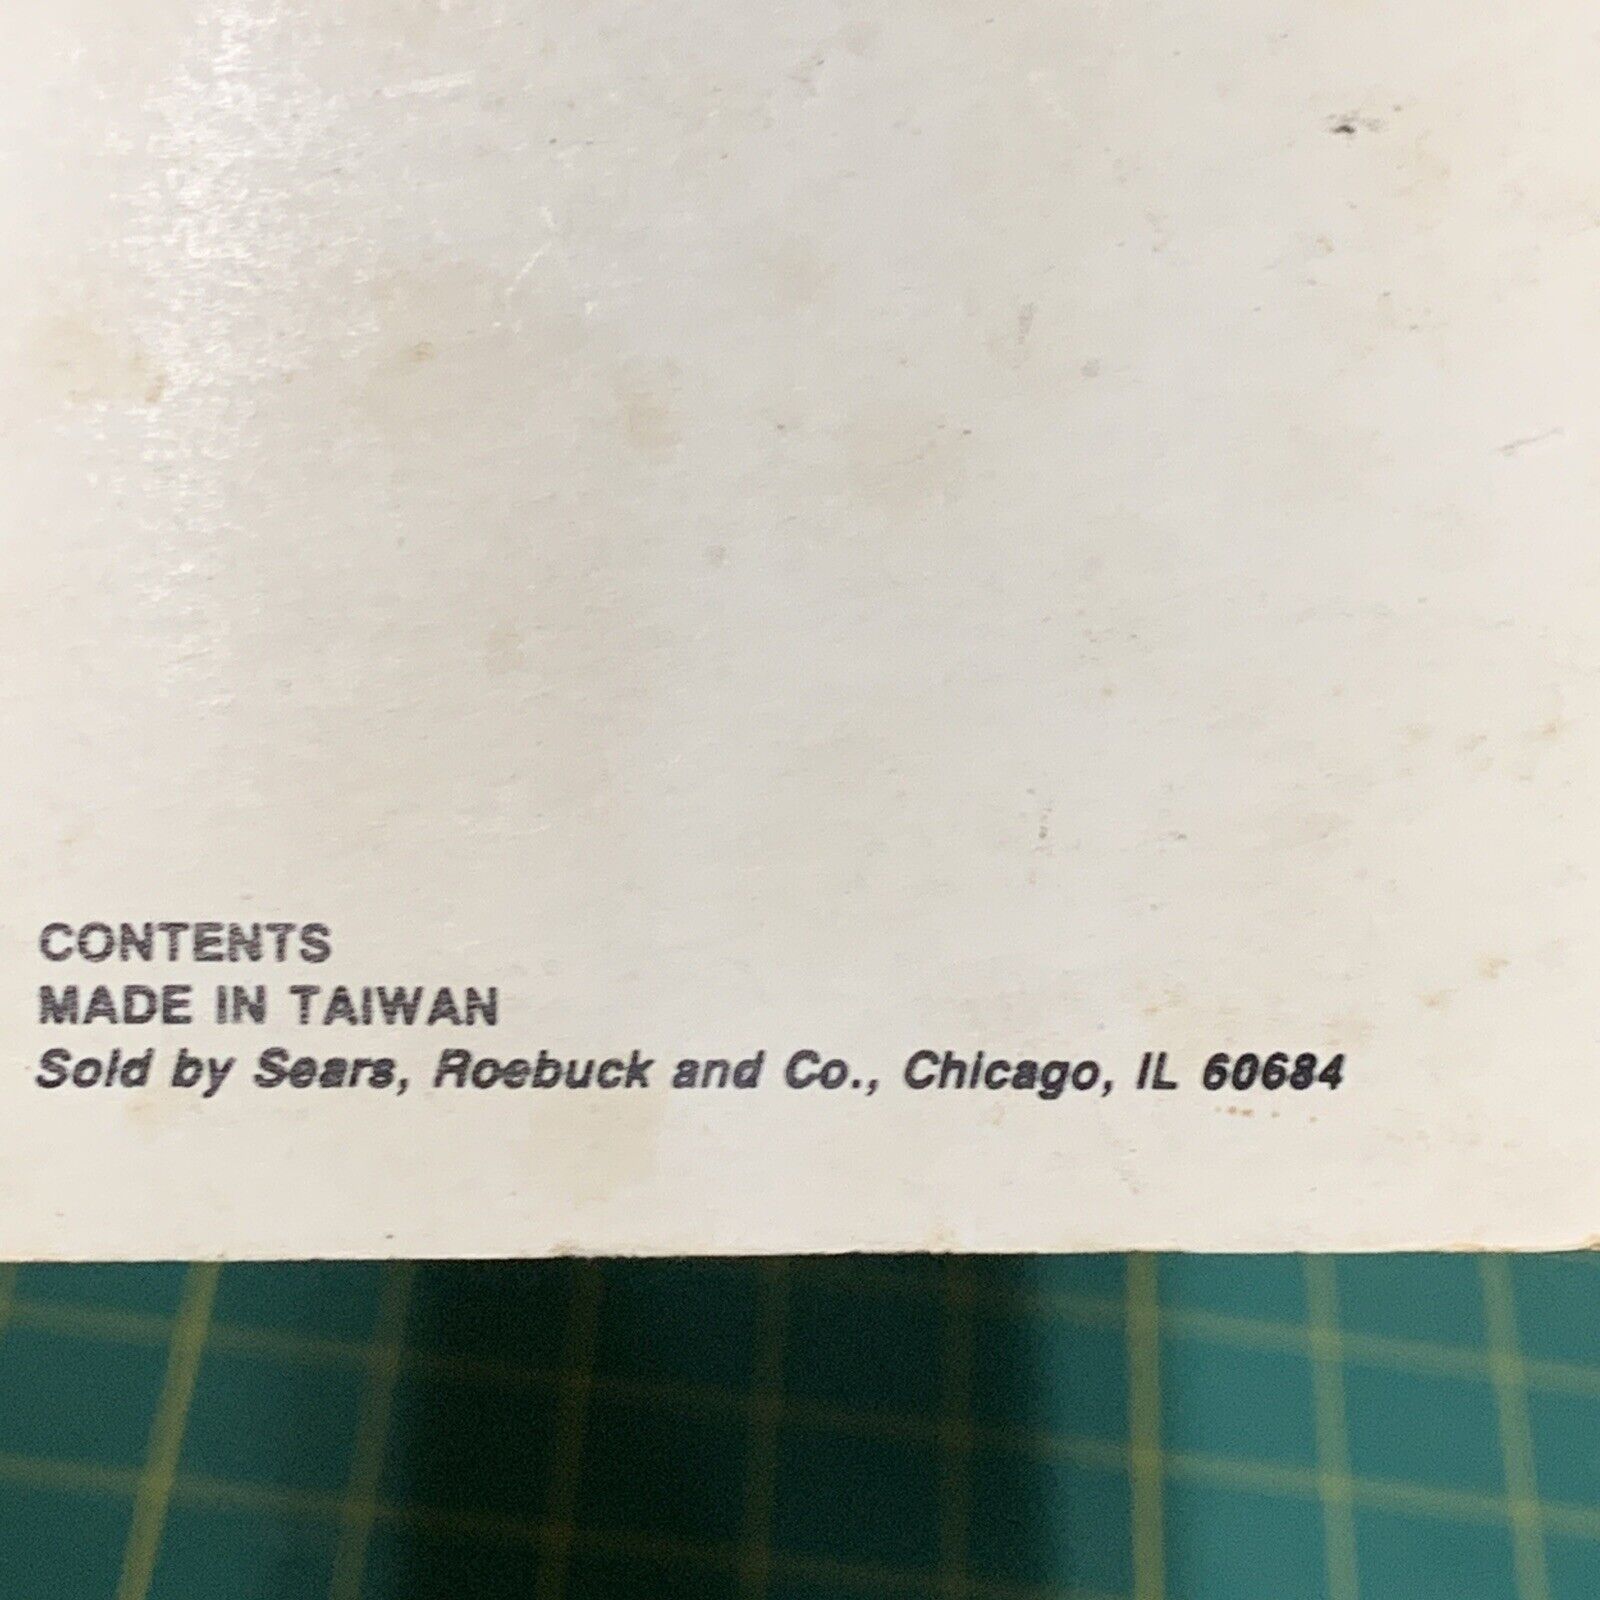 CONTENTS
MADE IN TAIWAN
Sold by Sears, Roebuck and Co., Chicago, IL 60684